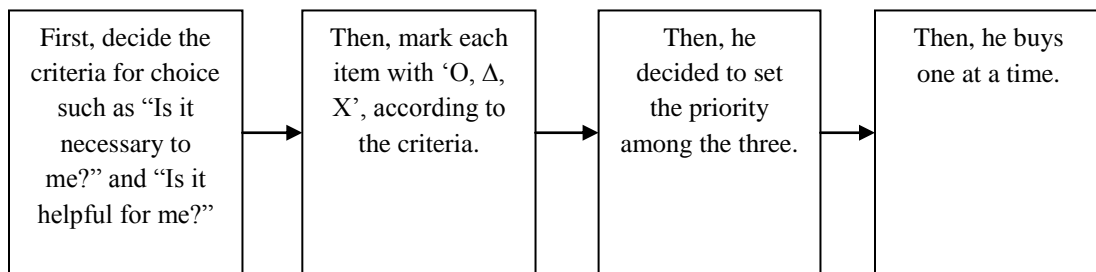 First, decide the
criteria for choice
such as “Is it
necessary to
me?” and “Is it
helpful for me?”
Then, mark each
item with ‘O, Δ,
X’, according to
the criteria.
Then, he
decided to set
the priority
among the three.
Then, he buys
one at a time.